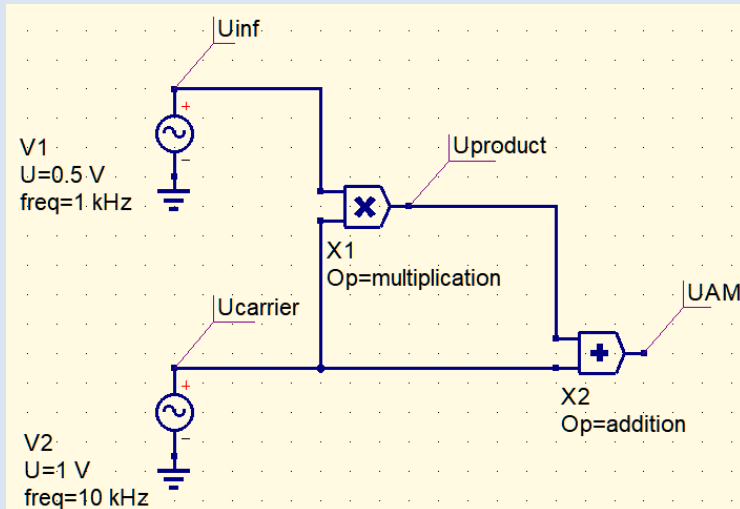 Uinf
+
V1
U=0.5 V
freq=1 kHz
Uproduct
X1
Op=multiplication
Ucarrier
UAM
+
X2
Op=addition
V2
U=1 V
freq=10 kHz